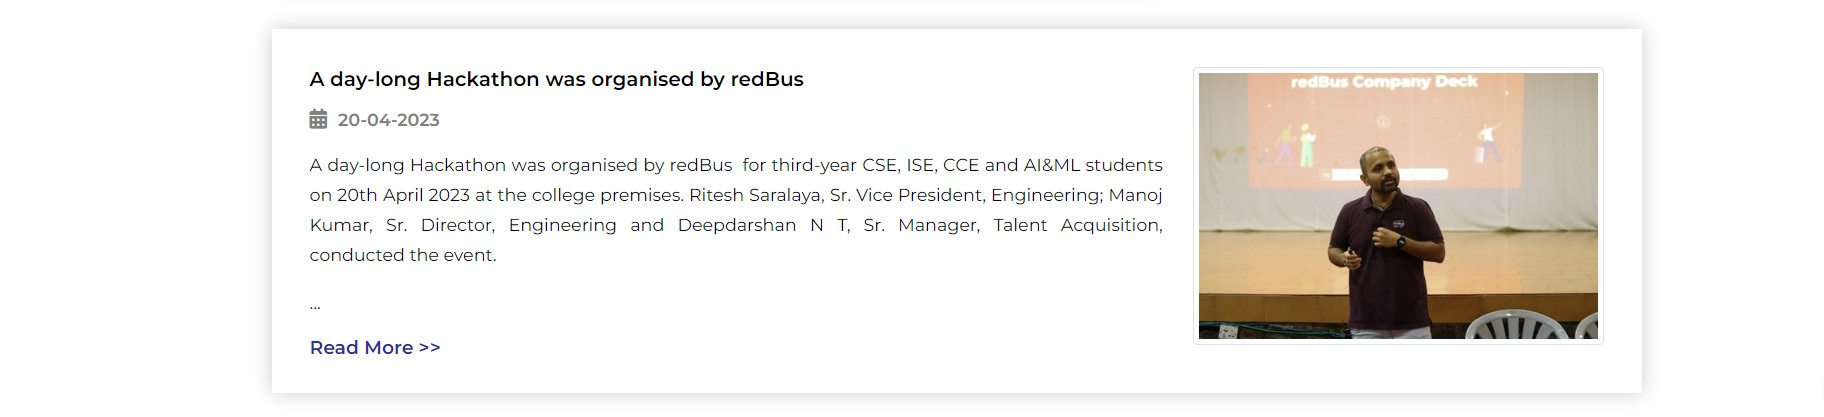 A day-long Hackathon was organised by redBus
20-04-2023
A day-long Hackathon was organised by redBus for third-year CSE, ISE, CCE and AI&ML students
on 20th April 2023 at the college premises. Ritesh Saralaya, Sr. Vice President, Engineering; Manoj
Kumar, Sr. Director, Engineering and Deepdarshan N T, Sr. Manager, Talent Acquisition,
conducted the event.
...
Read More >>
redBus Company Deck